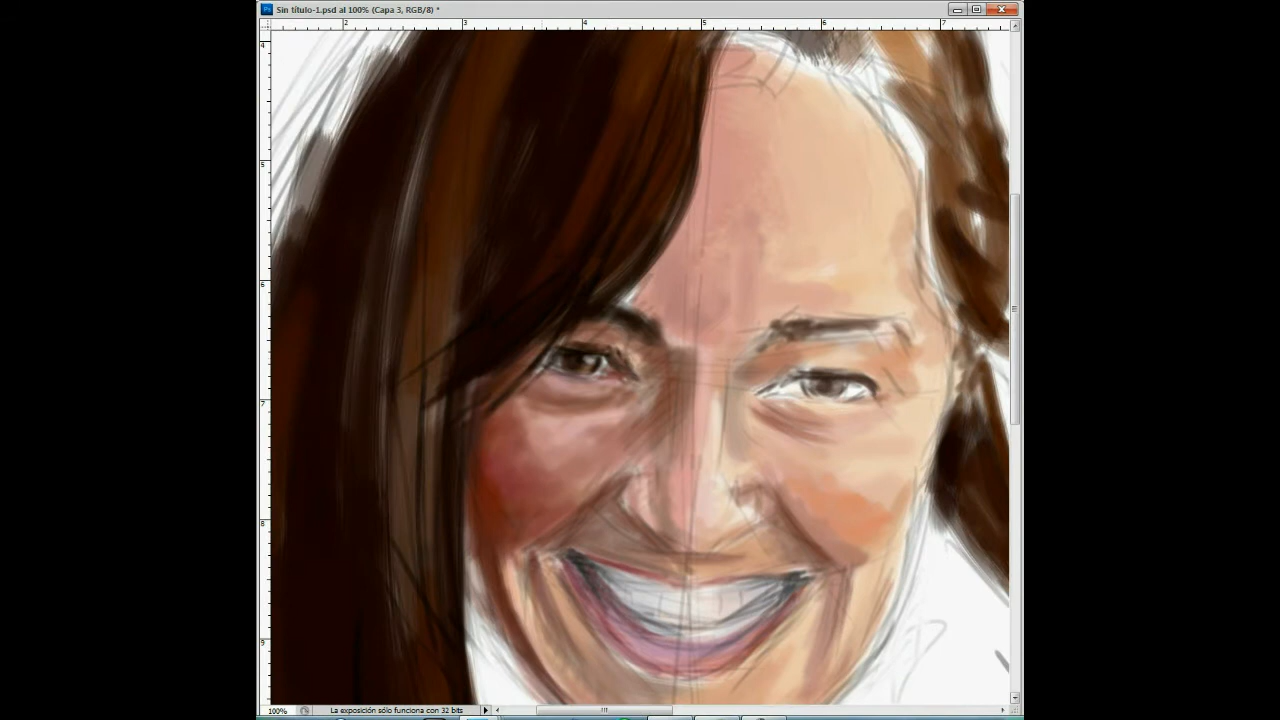 Ps Sin título-1.psd al 100% (Capa 3, RGB/8) *
2 3 4 5 6 7
4
5
6
7
8
9
100% La exposición sólo funciona con 32 bits